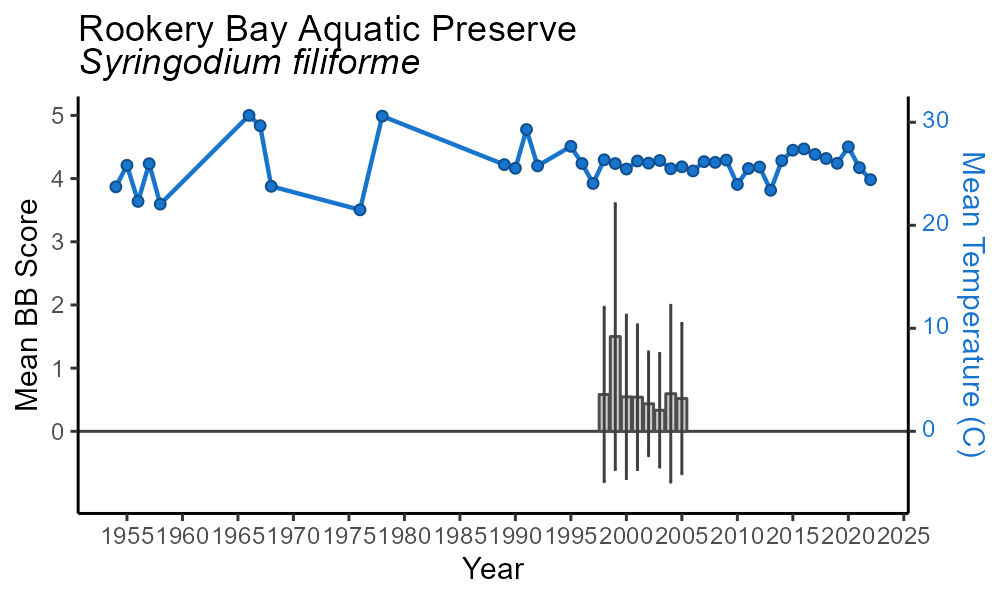 Rookery Bay Aquatic Preserve
Syringodium filiforme
Mean BB Score
5
4
3
2
1
0
30
20
10
0
Mean Temperature (C)
1955 1960 1965 1970 1975 1980 1985 1990 1995 2000 2005 2010 2015 2020 2025
Year